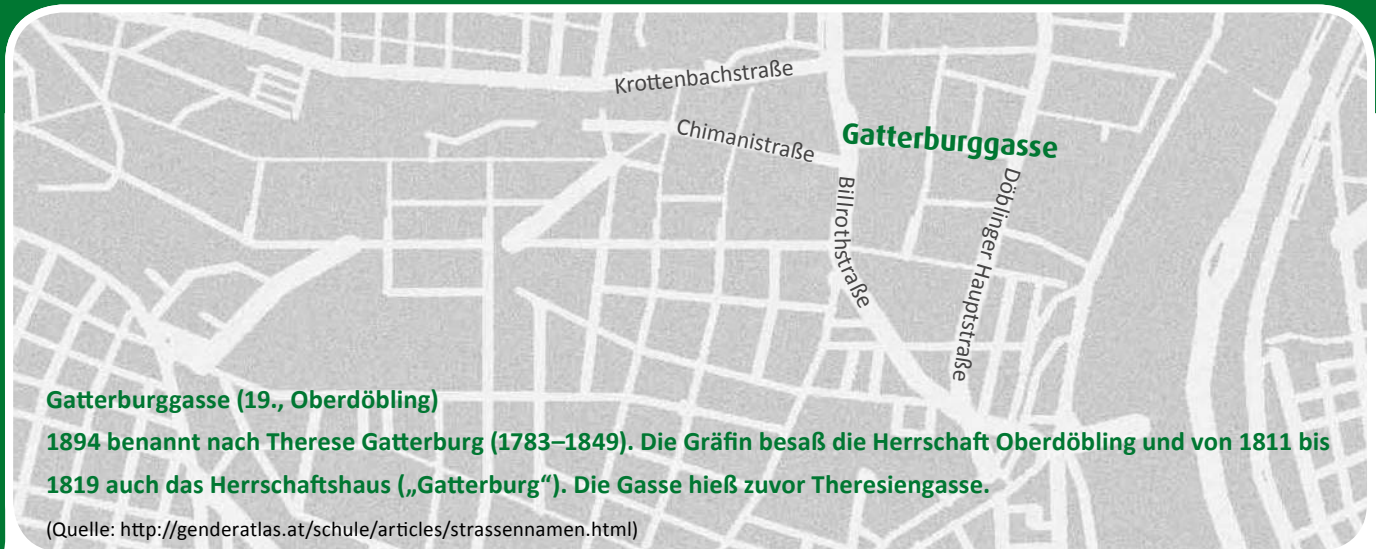 Krottenbachstraße
Chimanistraße
Gatterburggasse
Billrothstraße
Döblinger Hauptstraße
Gatterburggasse (19., Oberdöbling)
1894 benannt nach Therese Gatterburg (1783–1849). Die Gräfin besaß die Herrschaft Oberdöbling und von 1811 bis
1819 auch das Herrschaftshaus („Gatterburg“). Die Gasse hieß zuvor Theresiengasse.
(Quelle: http://genderatlas.at/schule/articles/strassennamen.html)